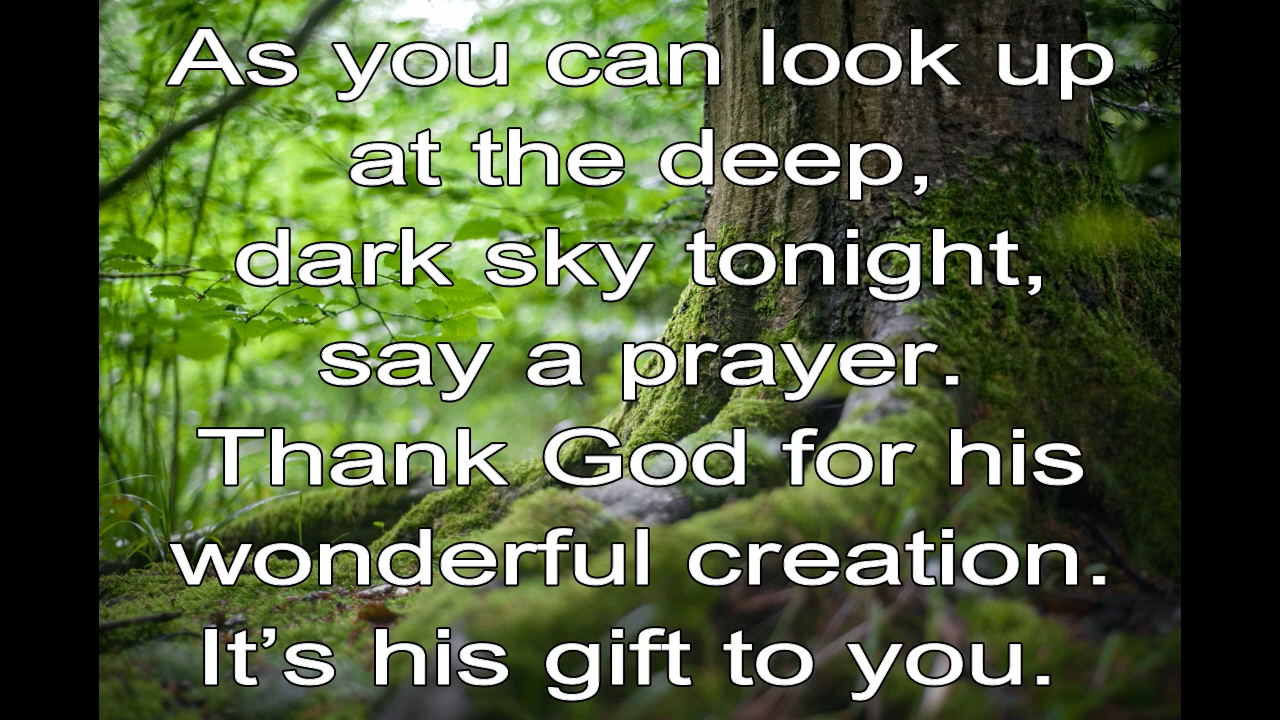 As you can look up
at the deep,
dark sky tonight,
say a prayer.
Thank God for his
wonderful creation.
It’s his gift to you.